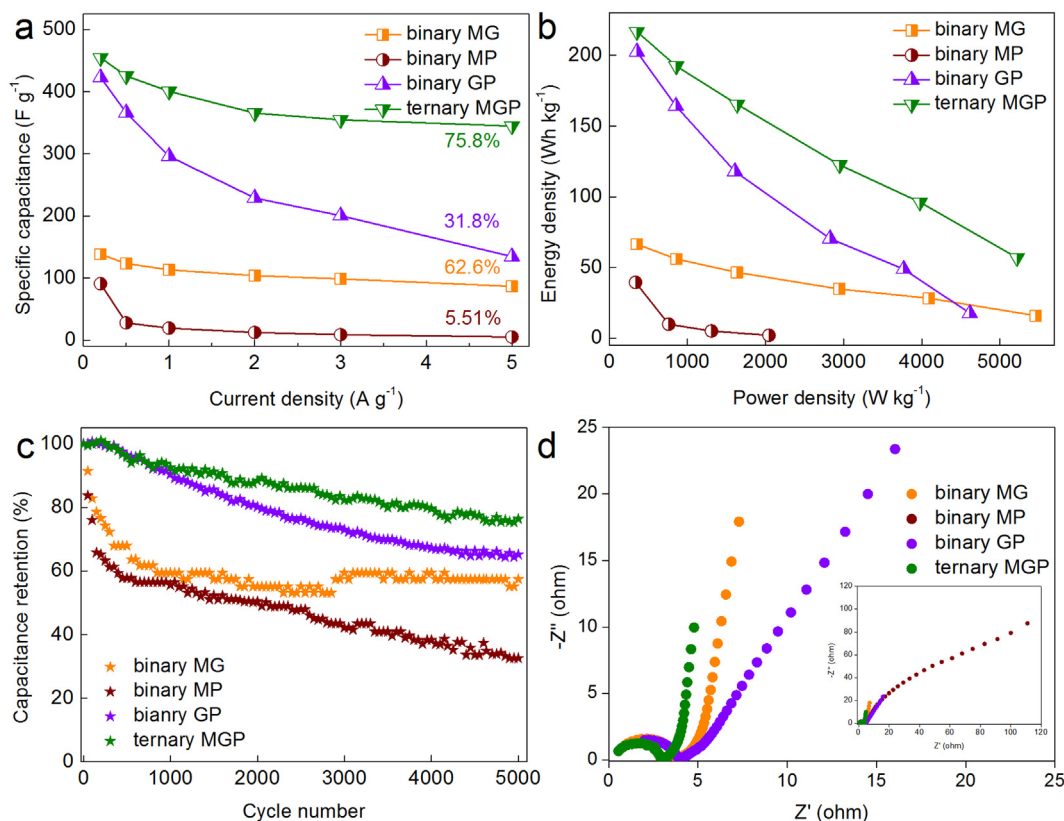 a
500
400
300
200
100
0
0
1
2
3
4
5
Specific capacitance (F g⁻¹)
Current density (A g⁻¹)
binary MG
binary MP
binary GP
ternary MGP
75.8%
31.8%
62.6%
5.51%
b
200
150
100
50
0
0
1000
2000
3000
4000
5000
Energy density (Wh kg⁻¹)
Power density (W kg⁻¹)
binary MG
binary MP
binary GP
ternary MGP
c
100
80
60
40
20
0
0
1000
2000
3000
4000
5000
Capacitance retention (%)
Cycle number
binary MG
binary MP
bianry GP
ternary MGP
d
-25
-20
-15
-10
-5
0
0
5
10
15
20
25
-Z'' (ohm)
Z' (ohm)
binary MG
binary MP
binary GP
ternary MGP
120
100
80
60
40
20
0
20
40
60
80
100
120
-Z'' (ohm)
Z' (ohm)